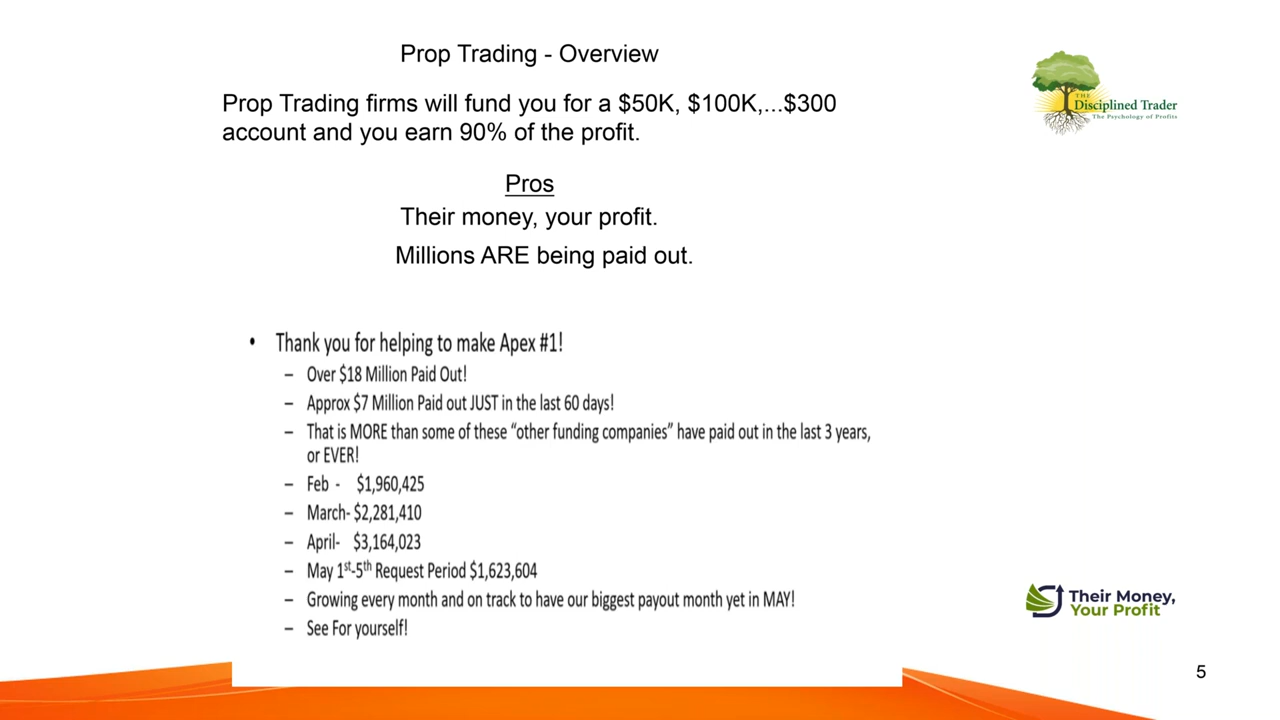 Prop Trading - Overview
Prop Trading firms will fund you for a $50K, $100K,...$300
account and you earn 90% of the profit.
Pros
Their money, your profit.
Millions ARE being paid out.
THE
Disciplined Trader
The Psychology of Profits
• Thank you for helping to make Apex #1!
– Over $18 Million Paid Out!
– Approx $7 Million Paid out JUST in the last 60 days!
– That is MORE than some of these “other funding companies” have paid out in the last 3 years,
or EVER!
– Feb - $1,960,425
– March- $2,281,410
– April- $3,164,023
– May 1st-5th Request Period $1,623,604
– Growing every month and on track to have our biggest payout month yet in MAY!
– See For yourself!
Their Money,
Your Profit
5